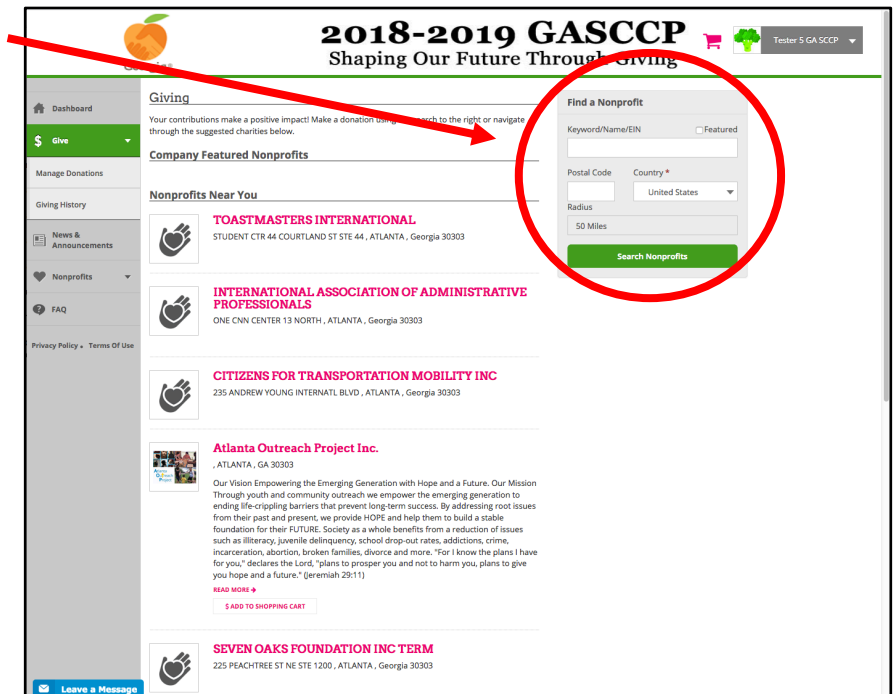 2018-2019 GASCCP
Shaping Our Future Through Giving
Tester 5 GA SCCP
Dashboard
Give
Manage Donations
Giving History
News &
Announcements
Nonprofits
FAQ
Privacy Policy • Terms Of Use
Leave a Message
Giving
Your contributions make a positive impact! Make a donation using search to the right or navigate
through the suggested charities below.
Company Featured Nonprofits
Nonprofits Near You
TOASTMASTERS INTERNATIONAL
STUDENT CTR 44 COURTLAND ST STE 44 , ATLANTA , Georgia 30303
INTERNATIONAL ASSOCIATION OF ADMINISTRATIVE
PROFESSIONALS
ONE CNN CENTER 13 NORTH , ATLANTA , Georgia 30303
CITIZENS FOR TRANSPORTATION MOBILITY INC
235 ANDREW YOUNG INTERNATL BLVD , ATLANTA , Georgia 30303
Atlanta Outreach Project Inc.
, ATLANTA , GA 30303
Our Vision Empowering the Emerging Generation with Hope and a Future. Our Mission
Through youth and community outreach we empower the emerging generation to
ending life-crippling barriers that prevent long-term success. By addressing root issues
from their past and present, we provide HOPE and help them to build a stable
foundation for their FUTURE. Society as a whole benefits from a reduction of issues
such as illiteracy, juvenile delinquency, school drop-out rates, addictions, crime,
incarceration, abortion, broken families, divorce and more. "For I know the plans I have
for you," declares the Lord, "plans to prosper you and not to harm you, plans to give
you hope and a future." (Jeremiah 29:11)
READ MORE
$ ADD TO SHOPPING CART
SEVEN OAKS FOUNDATION INC TERM
225 PEACHTREE ST NE STE 1200 , ATLANTA , Georgia 30303
Find a Nonprofit
Keyword/Name/EIN Featured
Postal Code Country *
United States
Radius
50 Miles
Search Nonprofits